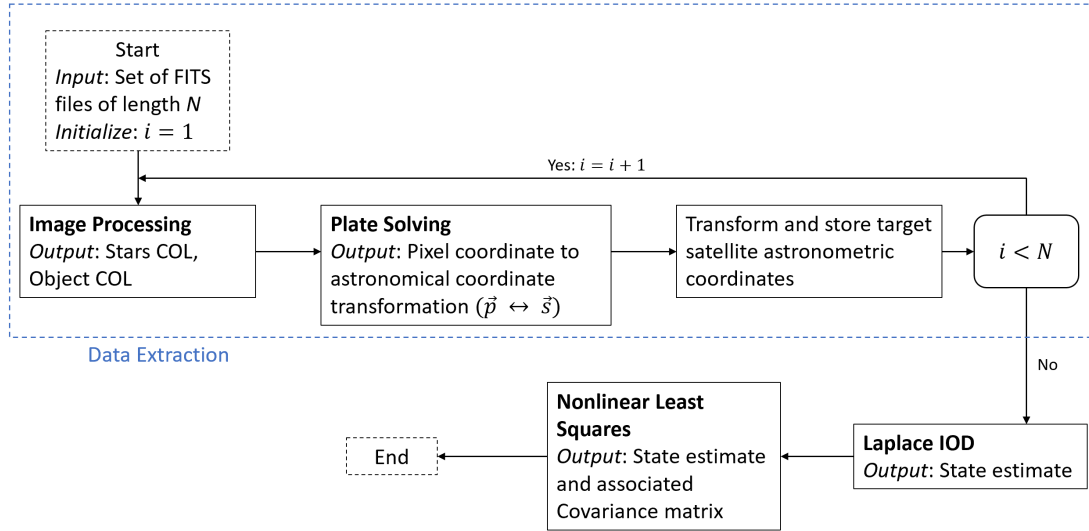 Start
Input: Set of FITS
files of length N
Initialize: i = 1
Yes: i = i + 1
Image Processing
Output: Stars COL,
Object COL
Plate Solving
Output: Pixel coordinate to
astronomical coordinate
transformation (p⃗ ↔ s⃗)
Transform and store target
satellite astronometric
coordinates
i < N
Data Extraction
No
Nonlinear Least
Squares
Output: State estimate
and associated
Covariance matrix
Laplace IOD
Output: State estimate
End